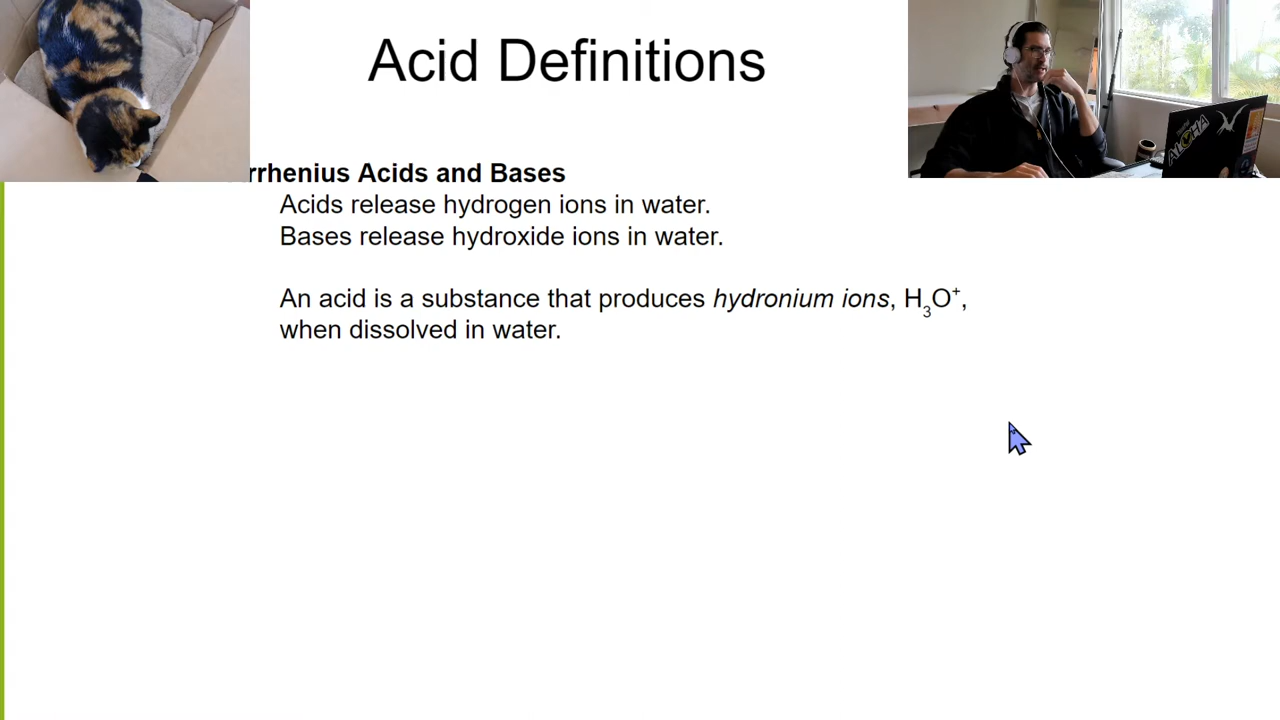 Acid Definitions
rrhenius Acids and Bases
Acids release hydrogen ions in water.
Bases release hydroxide ions in water.
An acid is a substance that produces hydronium ions, H₃O⁺,
when dissolved in water.
ALOHA